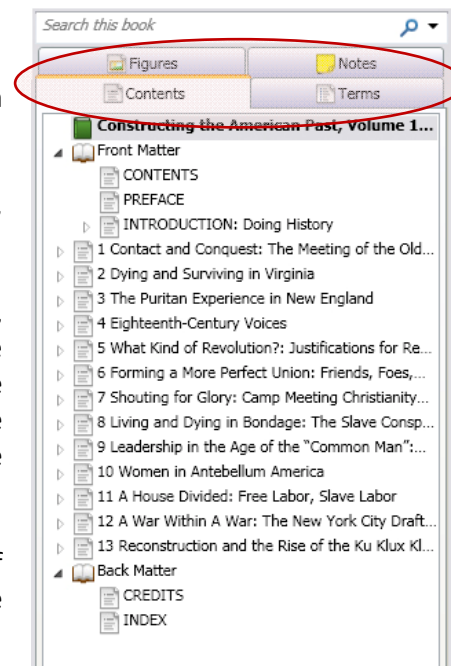 Search this book
Figures Notes
Contents Terms
Constructing the American Past, Volume 1...
Front Matter
CONTENTS
PREFACE
INTRODUCTION: Doing History
1 Contact and Conquest: The Meeting of the Old...
2 Dying and Surviving in Virginia
3 The Puritan Experience in New England
4 Eighteenth-Century Voices
5 What Kind of Revolution?: Justifications for Re...
6 Forming a More Perfect Union: Friends, Foes,...
7 Shouting for Glory: Camp Meeting Christianity...
8 Living and Dying in Bondage: The Slave Consp...
9 Leadership in the Age of the “Common Man”:...
10 Women in Antebellum America
11 A House Divided: Free Labor, Slave Labor
12 A War Within A War: The New York City Draft...
13 Reconstruction and the Rise of the Ku Klux Kl...
Back Matter
CREDITS
INDEX